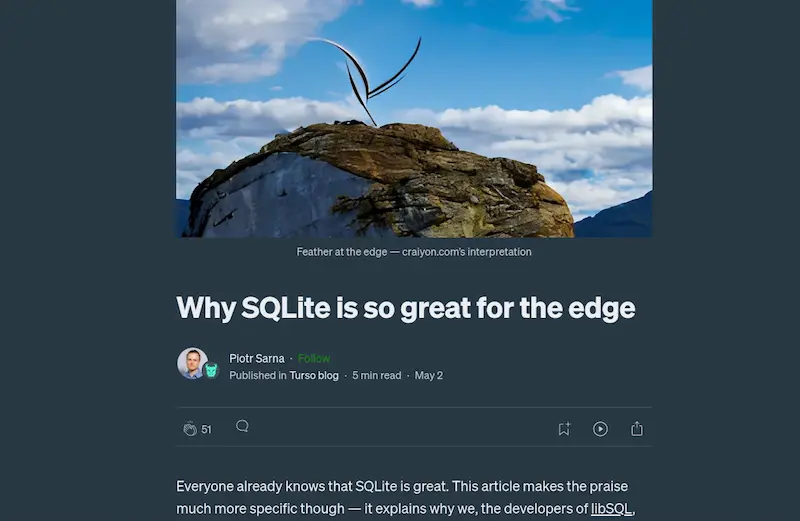 Feather at the edge — craiyon.com's interpretation
Why SQLite is so great for the edge
Piotr Sarna · Follow
Published in Turso blog · 5 min read · May 2
51
Everyone already knows that SQLite is great. This article makes the praise
much more specific though — it explains why we, the developers of libSQL,